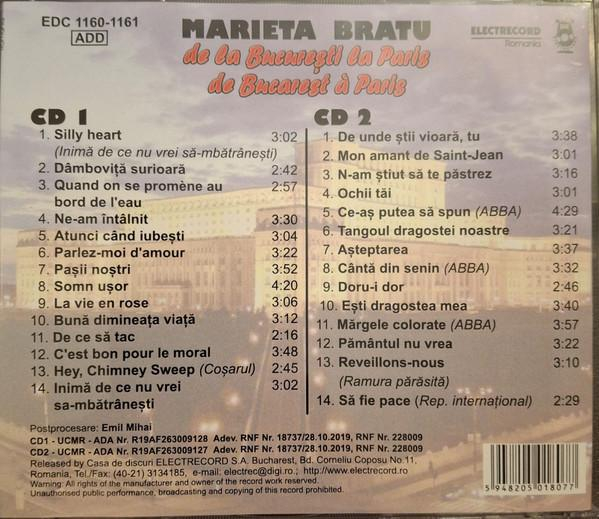 EDC 1160-1161
ADD
MARIETA BRATU
de la Bucureşti la Paris
de Bucarest à Paris
ELECTRECORD
Romania
CD 1
1. Silly heart 3:02
(Inimă de ce nu vrei să-mbătrâneşti)
2. Dâmboviţă surioară 2:42
3. Quand on se promène au 2:57
bord de l'eau
4. Ne-am întâlnit 3:30
5. Atunci când iubeşti 3:04
6. Parlez-moi d'amour 3:22
7. Paşii noştri 3:52
8. Somn uşor 4:20
9. La vie en rose 3:06
10. Bună dimineaţa viaţă 3:12
11. De ce să tac 2:16
12. C'est bon pour le moral 3:48
13. Hey, Chimney Sweep (Coşarul) 2:45
14. Inimă de ce nu vrei 3:02
sa-mbătrâneşti
CD 2
1. De unde ştii vioară, tu 3:38
2. Mon amant de Saint-Jean 3:01
3. N-am ştiut să te păstrez 3:16
4. Ochii tăi 3:01
5. Ce-aş putea să spun (ABBA) 4:29
6. Tangoul dragostei noastre 3:21
7. Aşteptarea 3:37
8. Cântă din senin (ABBA) 3:32
9. Doru-i dor 2:46
10. Eşti dragostea mea 3:40
11. Mărgele colorate (ABBA) 3:57
12. Pământul nu vrea 3:22
13. Reveillons-nous 3:10
(Ramura părăsită)
14. Să fie pace (Rep. internaţional) 2:29
Postprocesare: Emil Mihai
CD1 - UCMR - ADA Nr. R19AF263009128 Adev. RNF Nr. 18737/28.10.2019, RNF Nr. 228009
CD2 - UCMR - ADA Nr. R19AF263009127 Adev. RNF Nr. 18737/28.10.2019, RNF Nr. 228009
Released by Casa de discuri ELECTRECORD S.A. Bucharest, Bd. Corneliu Coposu No.11,
Romania, Tel./Fax: (40-21) 3134185, e-mail: electrec@digi.ro.; http://www.electrecord.ro
Warning: All rights of the manufacturer and owner of the record work reserved.
Unauthorised public performance, broadcasting and copying of this record prohibited.
5 948205 018077